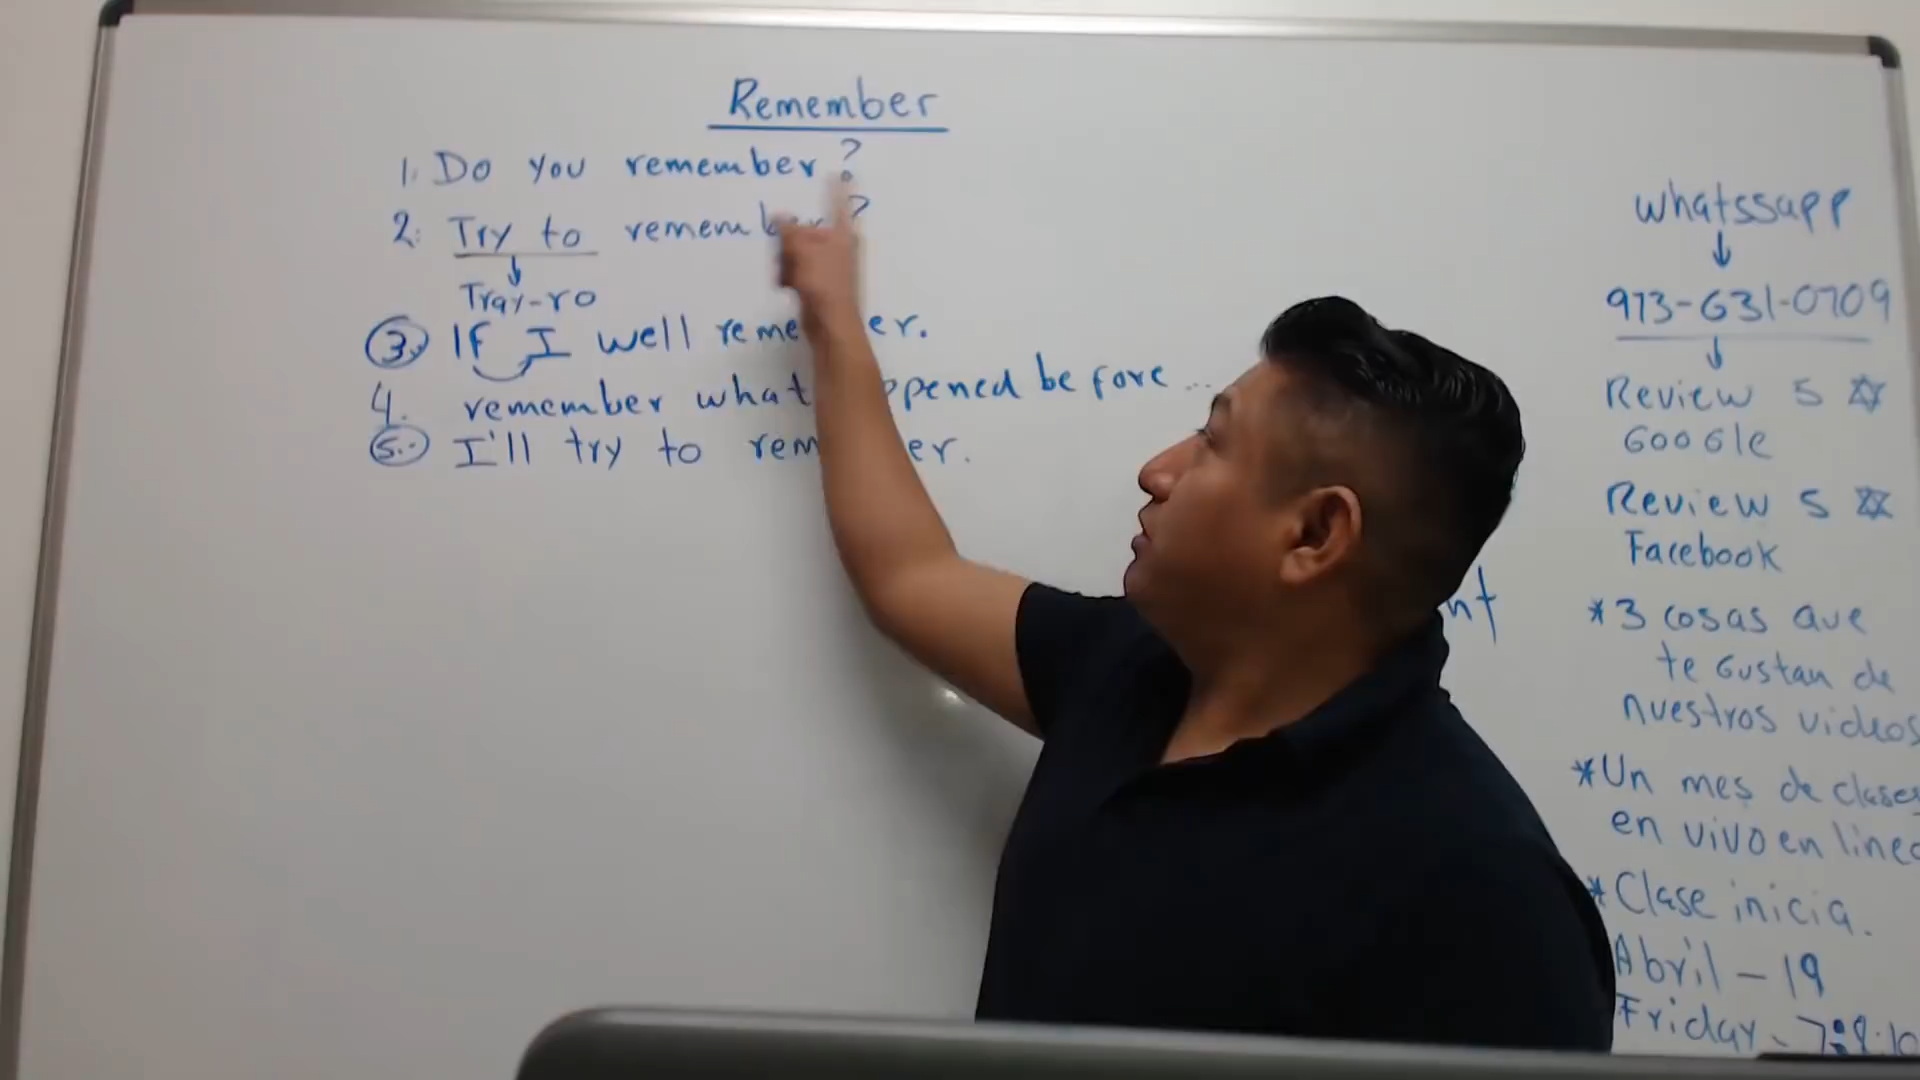 Remember
1. Do you remember?
2. Try to remember?
Tray-ro
3. If I well remember.
4. remember what happened before ...
5. I'll try to remember.
whatssapp
973-631-0709
Review 5
Google
Review 5
Facebook
*3 cosas que
te Gustan de
nuestros videos
*Un mes de clases
en vivo en linea
*Clase inicia.
Abril - 19